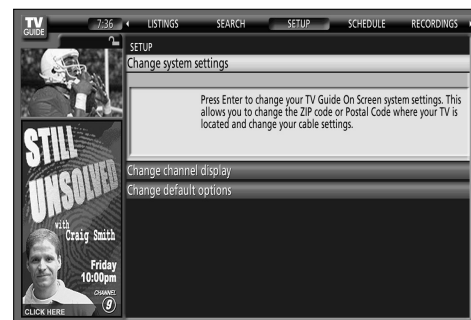 TV
GUIDE
7:36
LISTINGS SEARCH SETUP SCHEDULE RECORDINGS
SETUP
Change system settings
Press Enter to change your TV Guide On Screen system settings. This
allows you to change the ZIP code or Postal Code where your TV is
located and change your cable settings.
Change channel display
Change default options
STILL
UNSOLVED
with
Craig Smith
Friday
10:00pm
CHANNEL
9
CLICK HERE